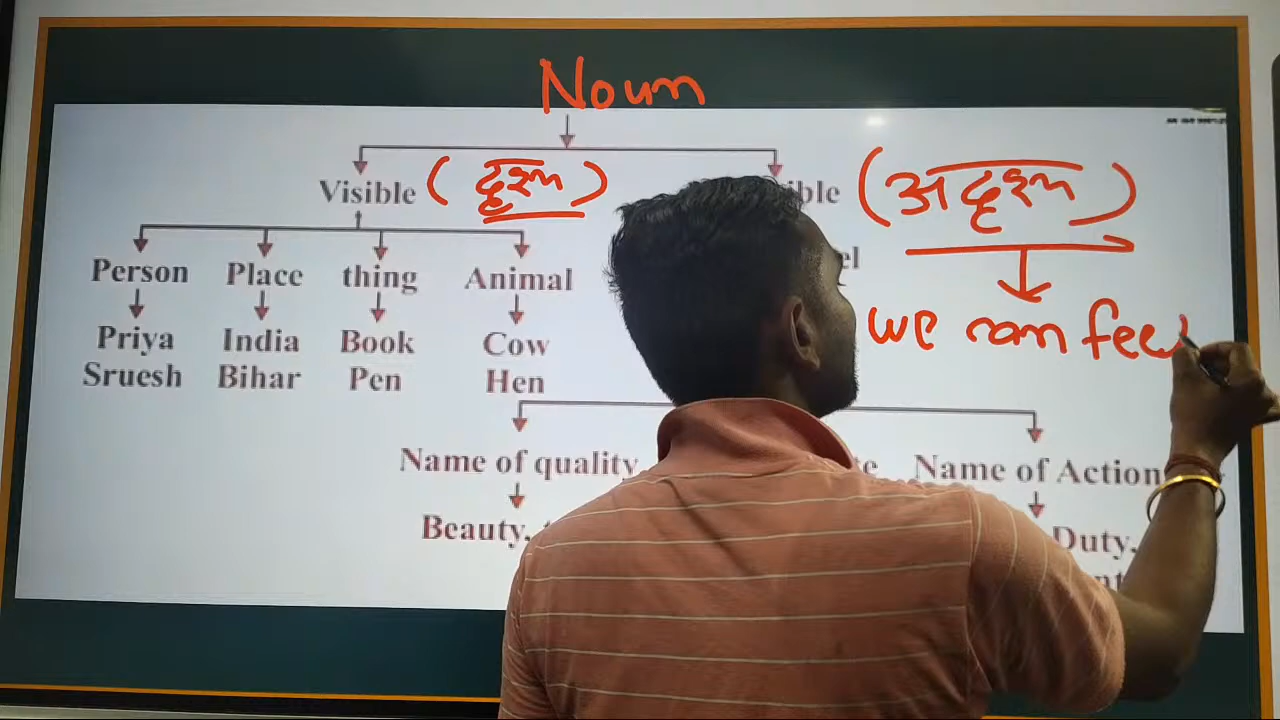 Noun
Visible (दृश्य)
ible (अदृश्य)
Person Place thing Animal
el
Priya India Book Cow
we can feel
Sruesh Bihar Pen Hen
Name of quality
te
Name of Action
Beauty,
Duty,